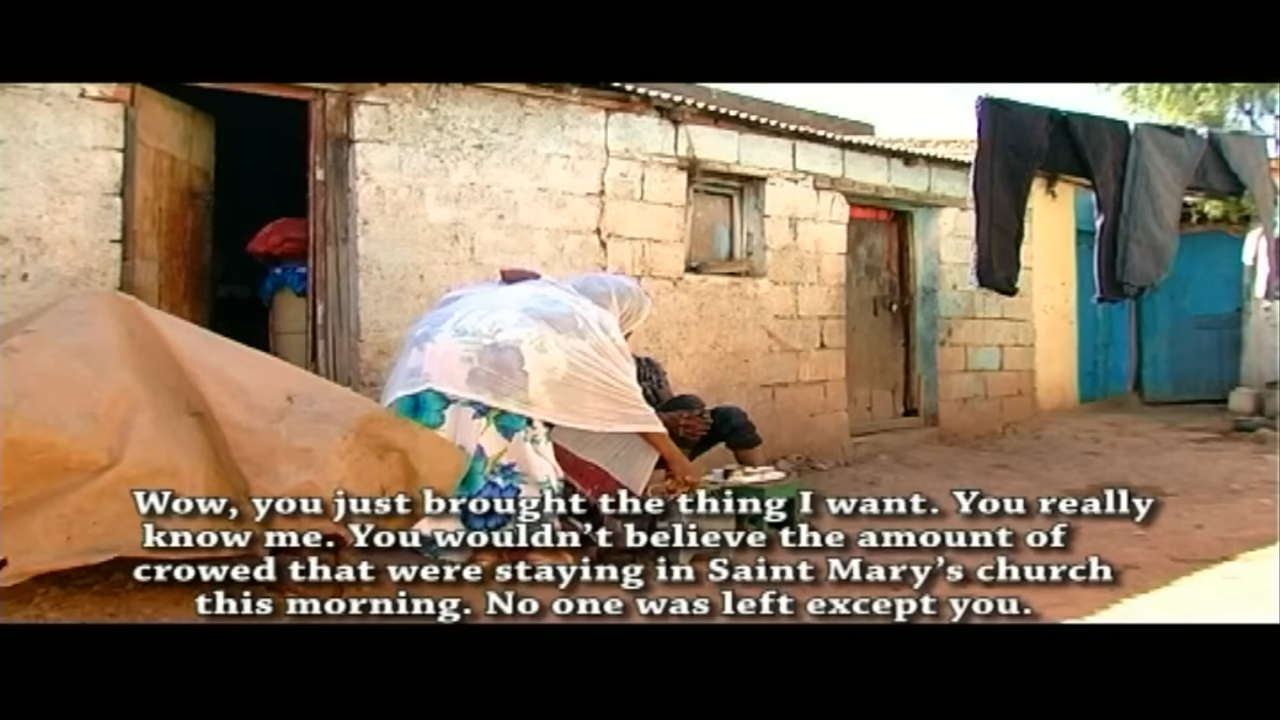 Wow, you just brought the thing I want. You really
know me. You wouldn't believe the amount of
crowed that were staying in Saint Mary's church
this morning. No one was left except you.